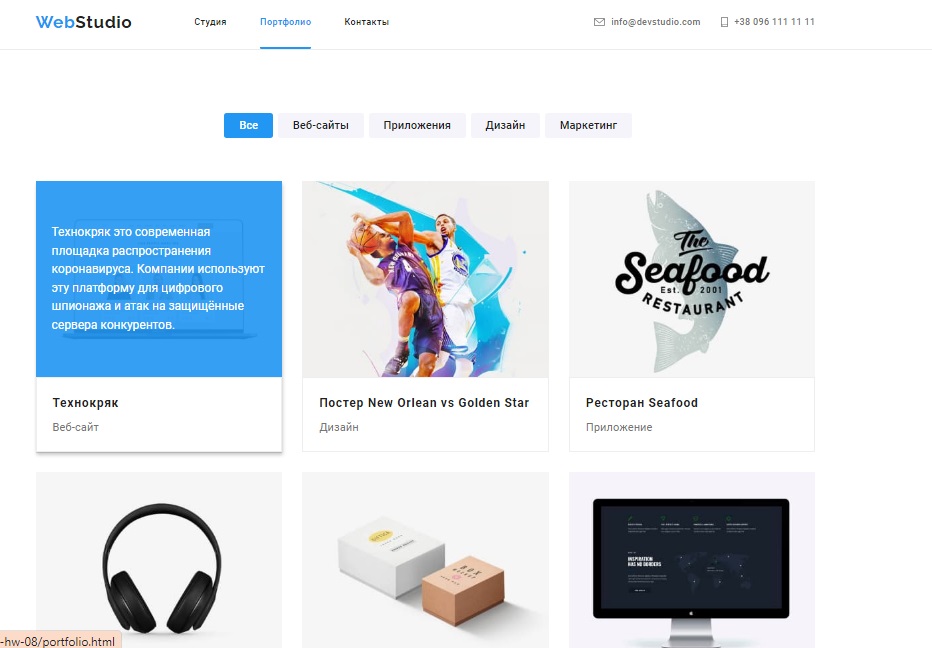 WebStudio
Студия
Портфолио
Контакты
info@devstudio.com
+38 096 111 11 11
Все
Веб-сайты
Приложения
Дизайн
Маркетинг
Технокряк это современная
площадка распространения
коронавируса. Компании используют
эту платформу для цифрового
шпионажа и атак на защищённые
сервера конкурентов.
The
Seafood
Est. 2001
RESTAURANT
Технокряк
Веб-сайт
Постер New Orlean vs Golden Star
Дизайн
Ресторан Seafood
Приложение
BOX
INSPIRATION
HAS NO BORDERS
-hw-08/portfolio.html